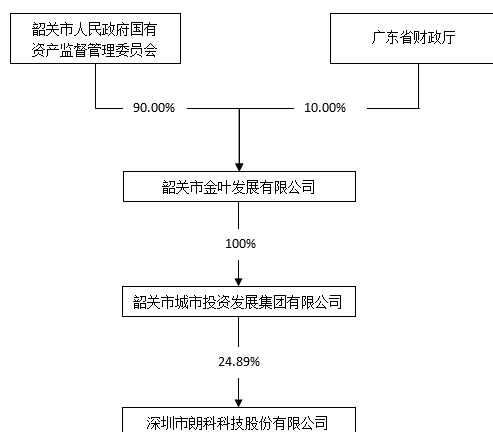 韶关市人民政府国有
资产监督管理委员会
广东省财政厅
90.00%
10.00%
韶关市金叶发展有限公司
100%
韶关市城市投资发展集团有限公司
24.89%
深圳市朗科科技股份有限公司